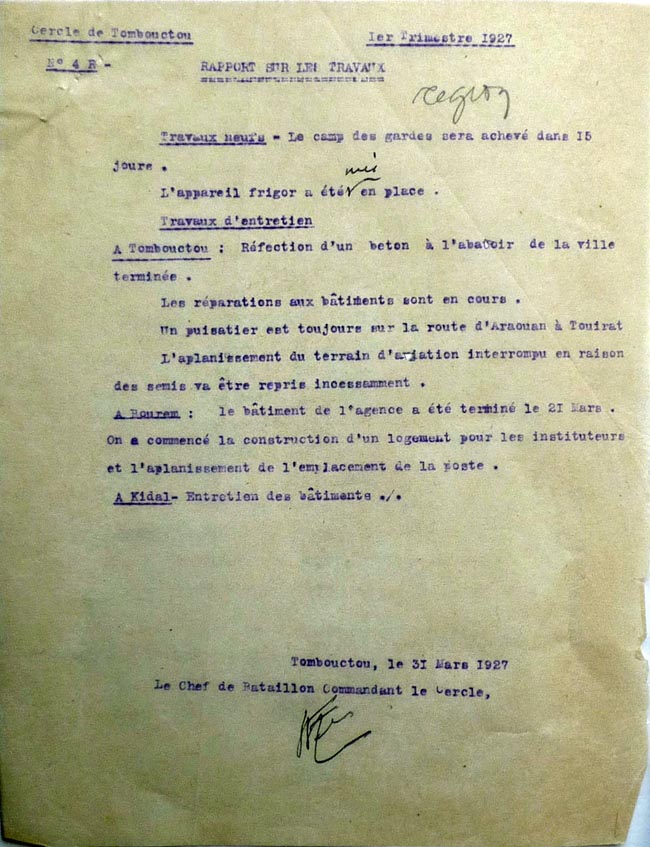 Cercle de Tombouctou
1er Trimestre 1927
N° 4 R -
RAPPORT SUR LES TRAVAUX
Travaux neufs - Le camp des gardes sera achevé dans 15
jours .
mis
L'appareil frigor a été en place .
Travaux d'entretien
A Tombouctou : Réfection d'un beton à l'abattoir de la ville
terminée .
Les réparations aux bâtiments sont en cours .
Un puisatier est toujours sur la route d'Araouan à Touirat
L'aplanissement du terrain d'aviation interrompu en raison
des semis va être repris incessamment .
A Bourem : le bâtiment de l'agence a été terminé le 21 Mars .
On a commencé la construction d'un logement pour les instituteurs
et l'aplanissement de l'emplacement de la poste .
A Kidal- Entretien des bâtiments ./.
Tombouctou, le 31 Mars 1927
Le Chef de Bataillon Commandant le Cercle,